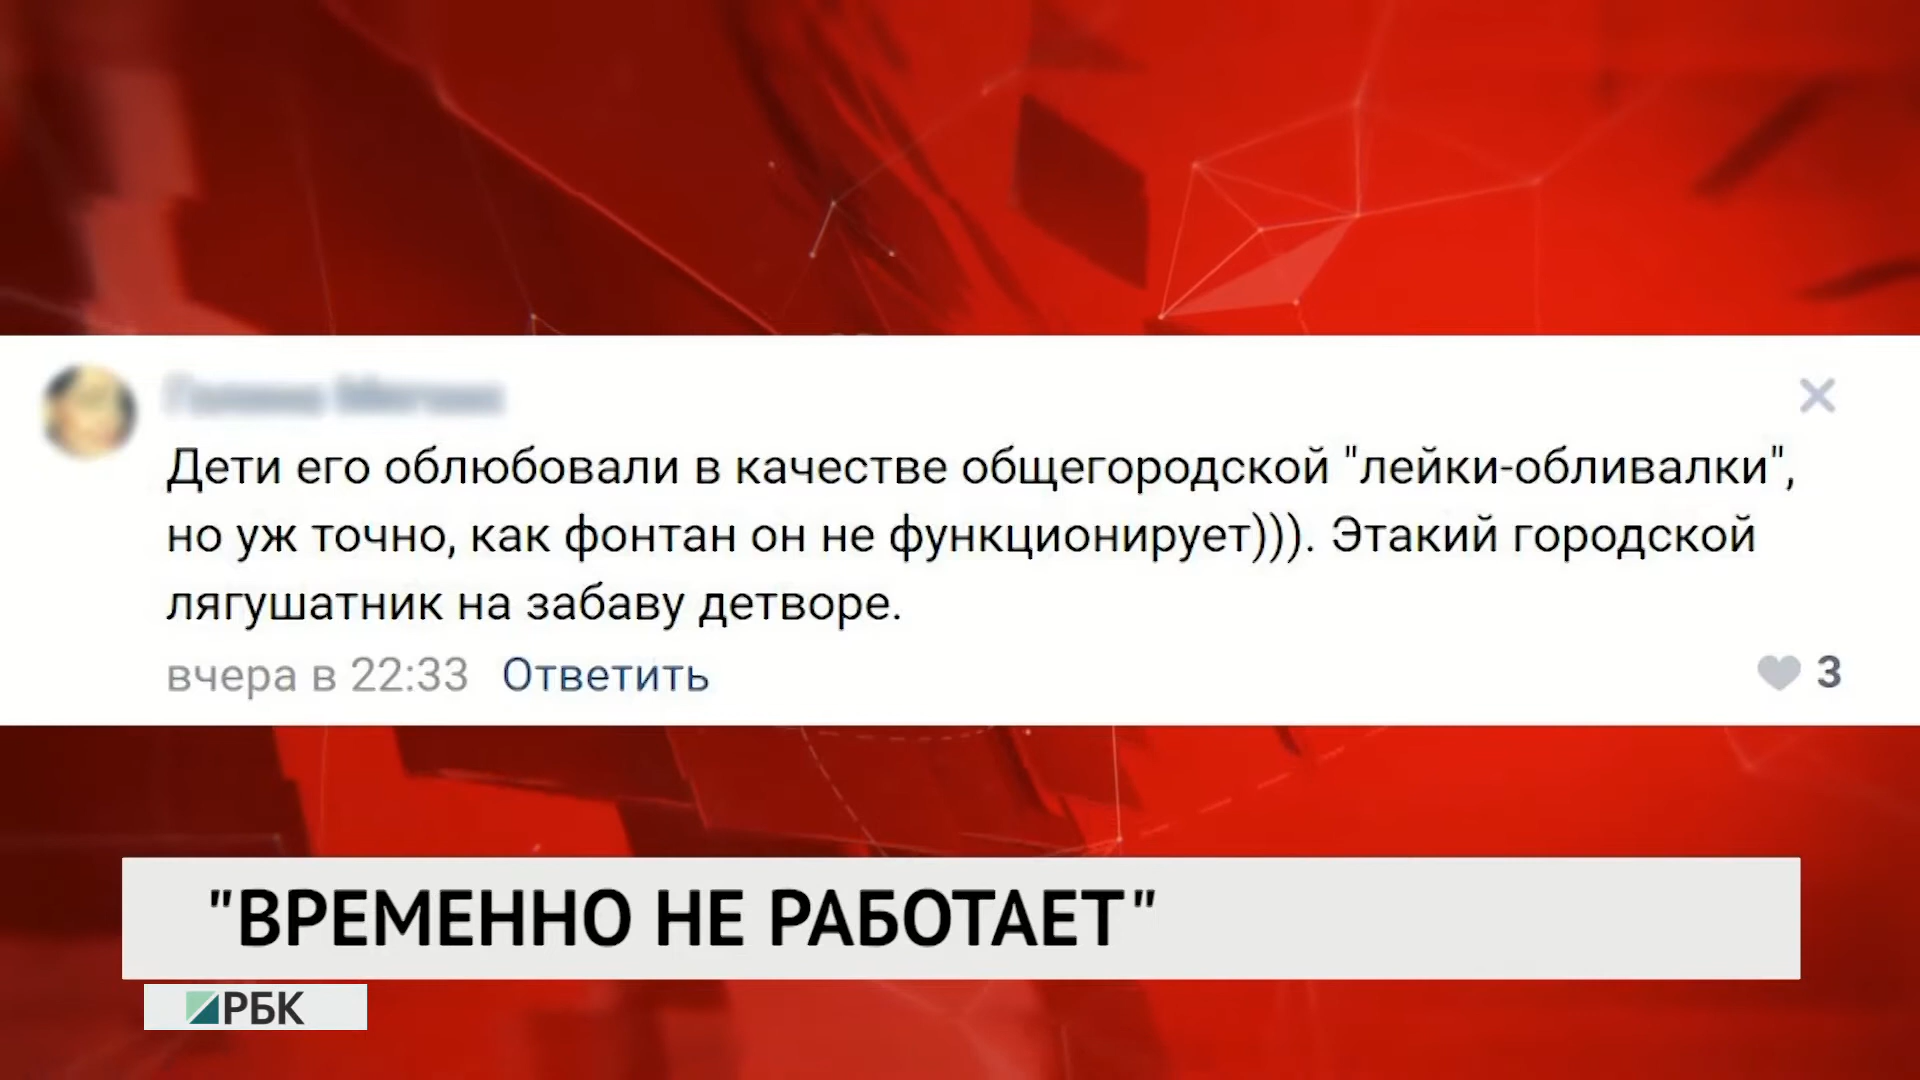 Дети его облюбовали в качестве общегородской "лейки-обливалки",
но уж точно, как фонтан он не функционирует))). Этакий городской
лягушатник на забаву детворе.
вчера в 22:33 Ответить
3
"ВРЕМЕННО НЕ РАБОТАЕТ"
РБК